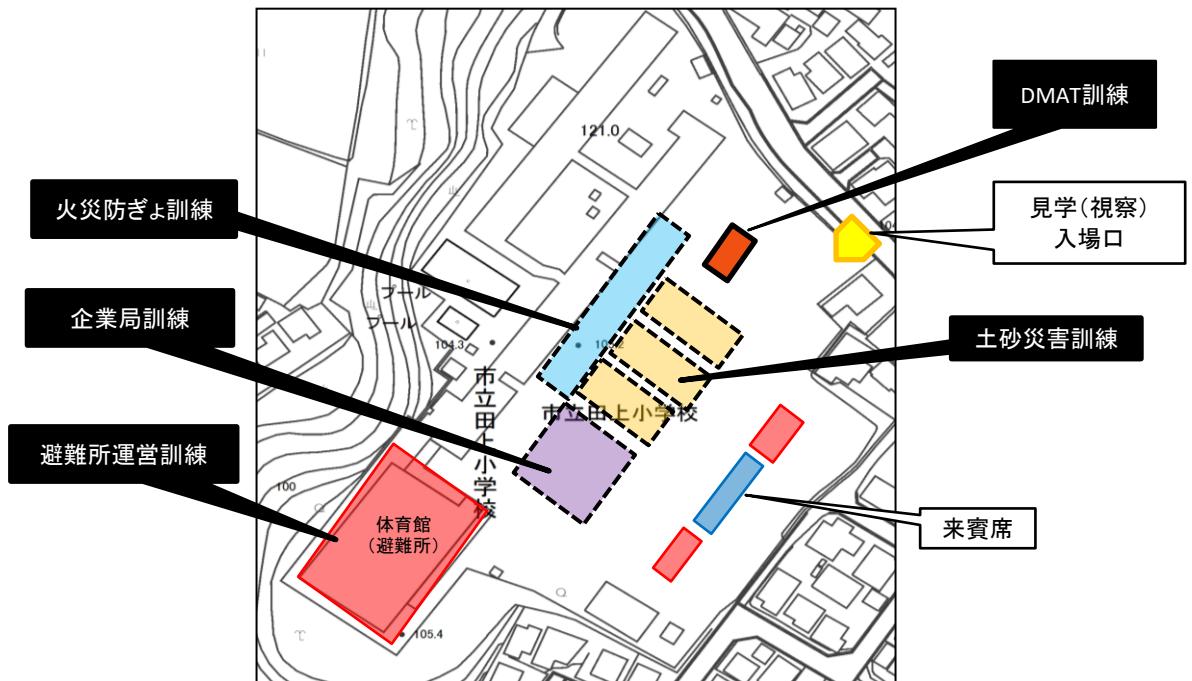 DMAT訓練
121.0
火災防ぎょ訓練
見学(視察)
入場口
プール
企業局訓練
プール
104.3
土砂災害訓練
市立田上小学校
市立田上小学校
避難所運営訓練
100
体育館
(避難所)
来賓席
105.4